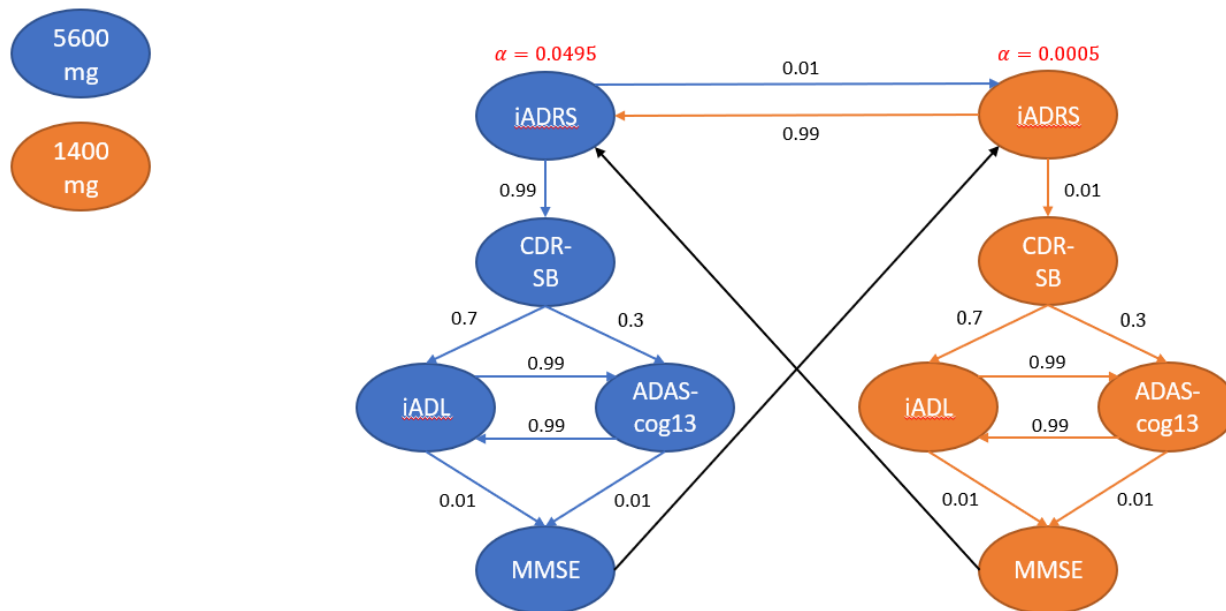 5600
mg
1400
mg
α = 0.0495
α = 0.0005
0.01
iADRS
iADRS
0.99
0.99
0.01
CDR-
SB
CDR-
SB
0.7
0.3
0.7
0.3
0.99
0.99
iADL
ADAS-
cog13
iADL
ADAS-
cog13
0.99
0.99
0.01
0.01
0.01
0.01
MMSE
MMSE